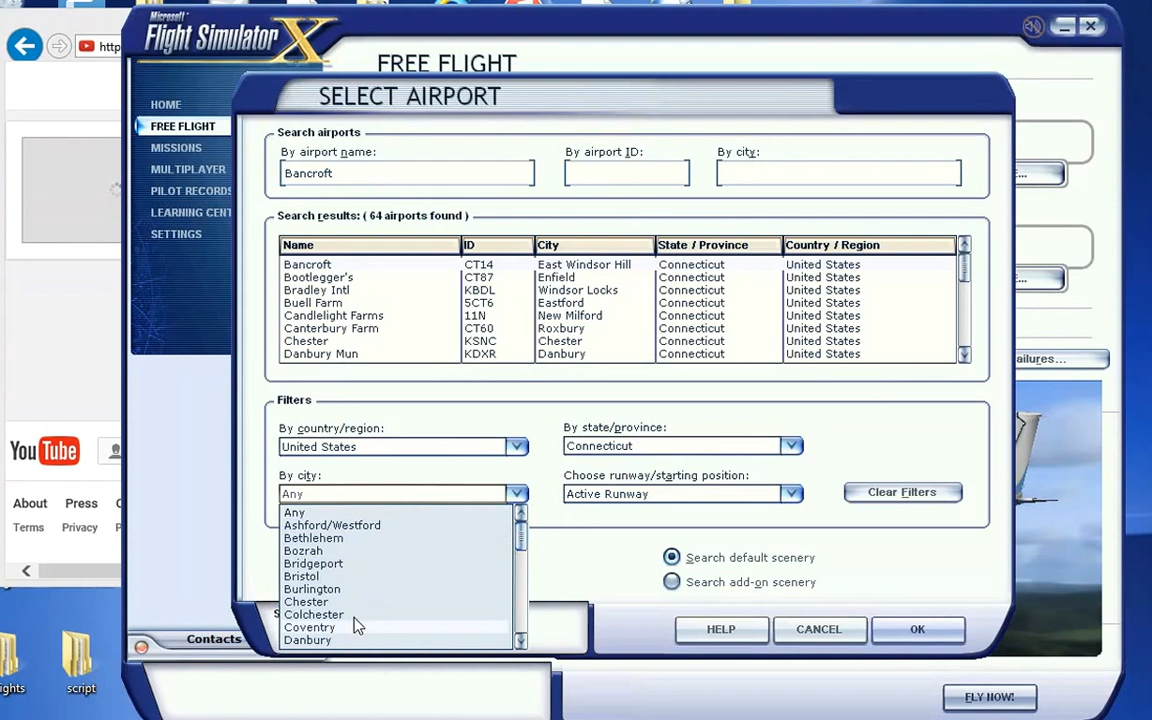 Microsoft
Flight Simulator X
http
FREE FLIGHT
SELECT AIRPORT
HOME
FREE FLIGHT
MISSIONS
MULTIPLAYER
PILOT RECORDS
LEARNING CENT
SETTINGS
Search airports
By airport name:
By airport ID:
By city:
Bancroft
Search results: ( 64 airports found )
Name ID City State / Province Country / Region
Bancroft CT14 East Windsor Hill Connecticut United States
Bootlegger's CT87 Enfield Connecticut United States
Bradley Intl KBDL Windsor Locks Connecticut United States
Buell Farm 5CT6 Eastford Connecticut United States
Candlelight Farms 11N New Milford Connecticut United States
Canterbury Farm CT60 Roxbury Connecticut United States
Chester KSNC Chester Connecticut United States
Danbury Mun KDXR Danbury Connecticut United States
ailures...
Filters
By country/region:
By state/province:
United States
Connecticut
By city:
Choose runway/starting position:
Any
Active Runway
Clear Filters
Any
Ashford/Westford
Bethlehem
Bozrah
Bridgeport
Bristol
Burlington
Chester
Colchester
Coventry
Danbury
Search default scenery
Search add-on scenery
HELP
CANCEL
OK
You Tube
About Press
Terms Privacy
Contacts
ights
script
FLY NOW!